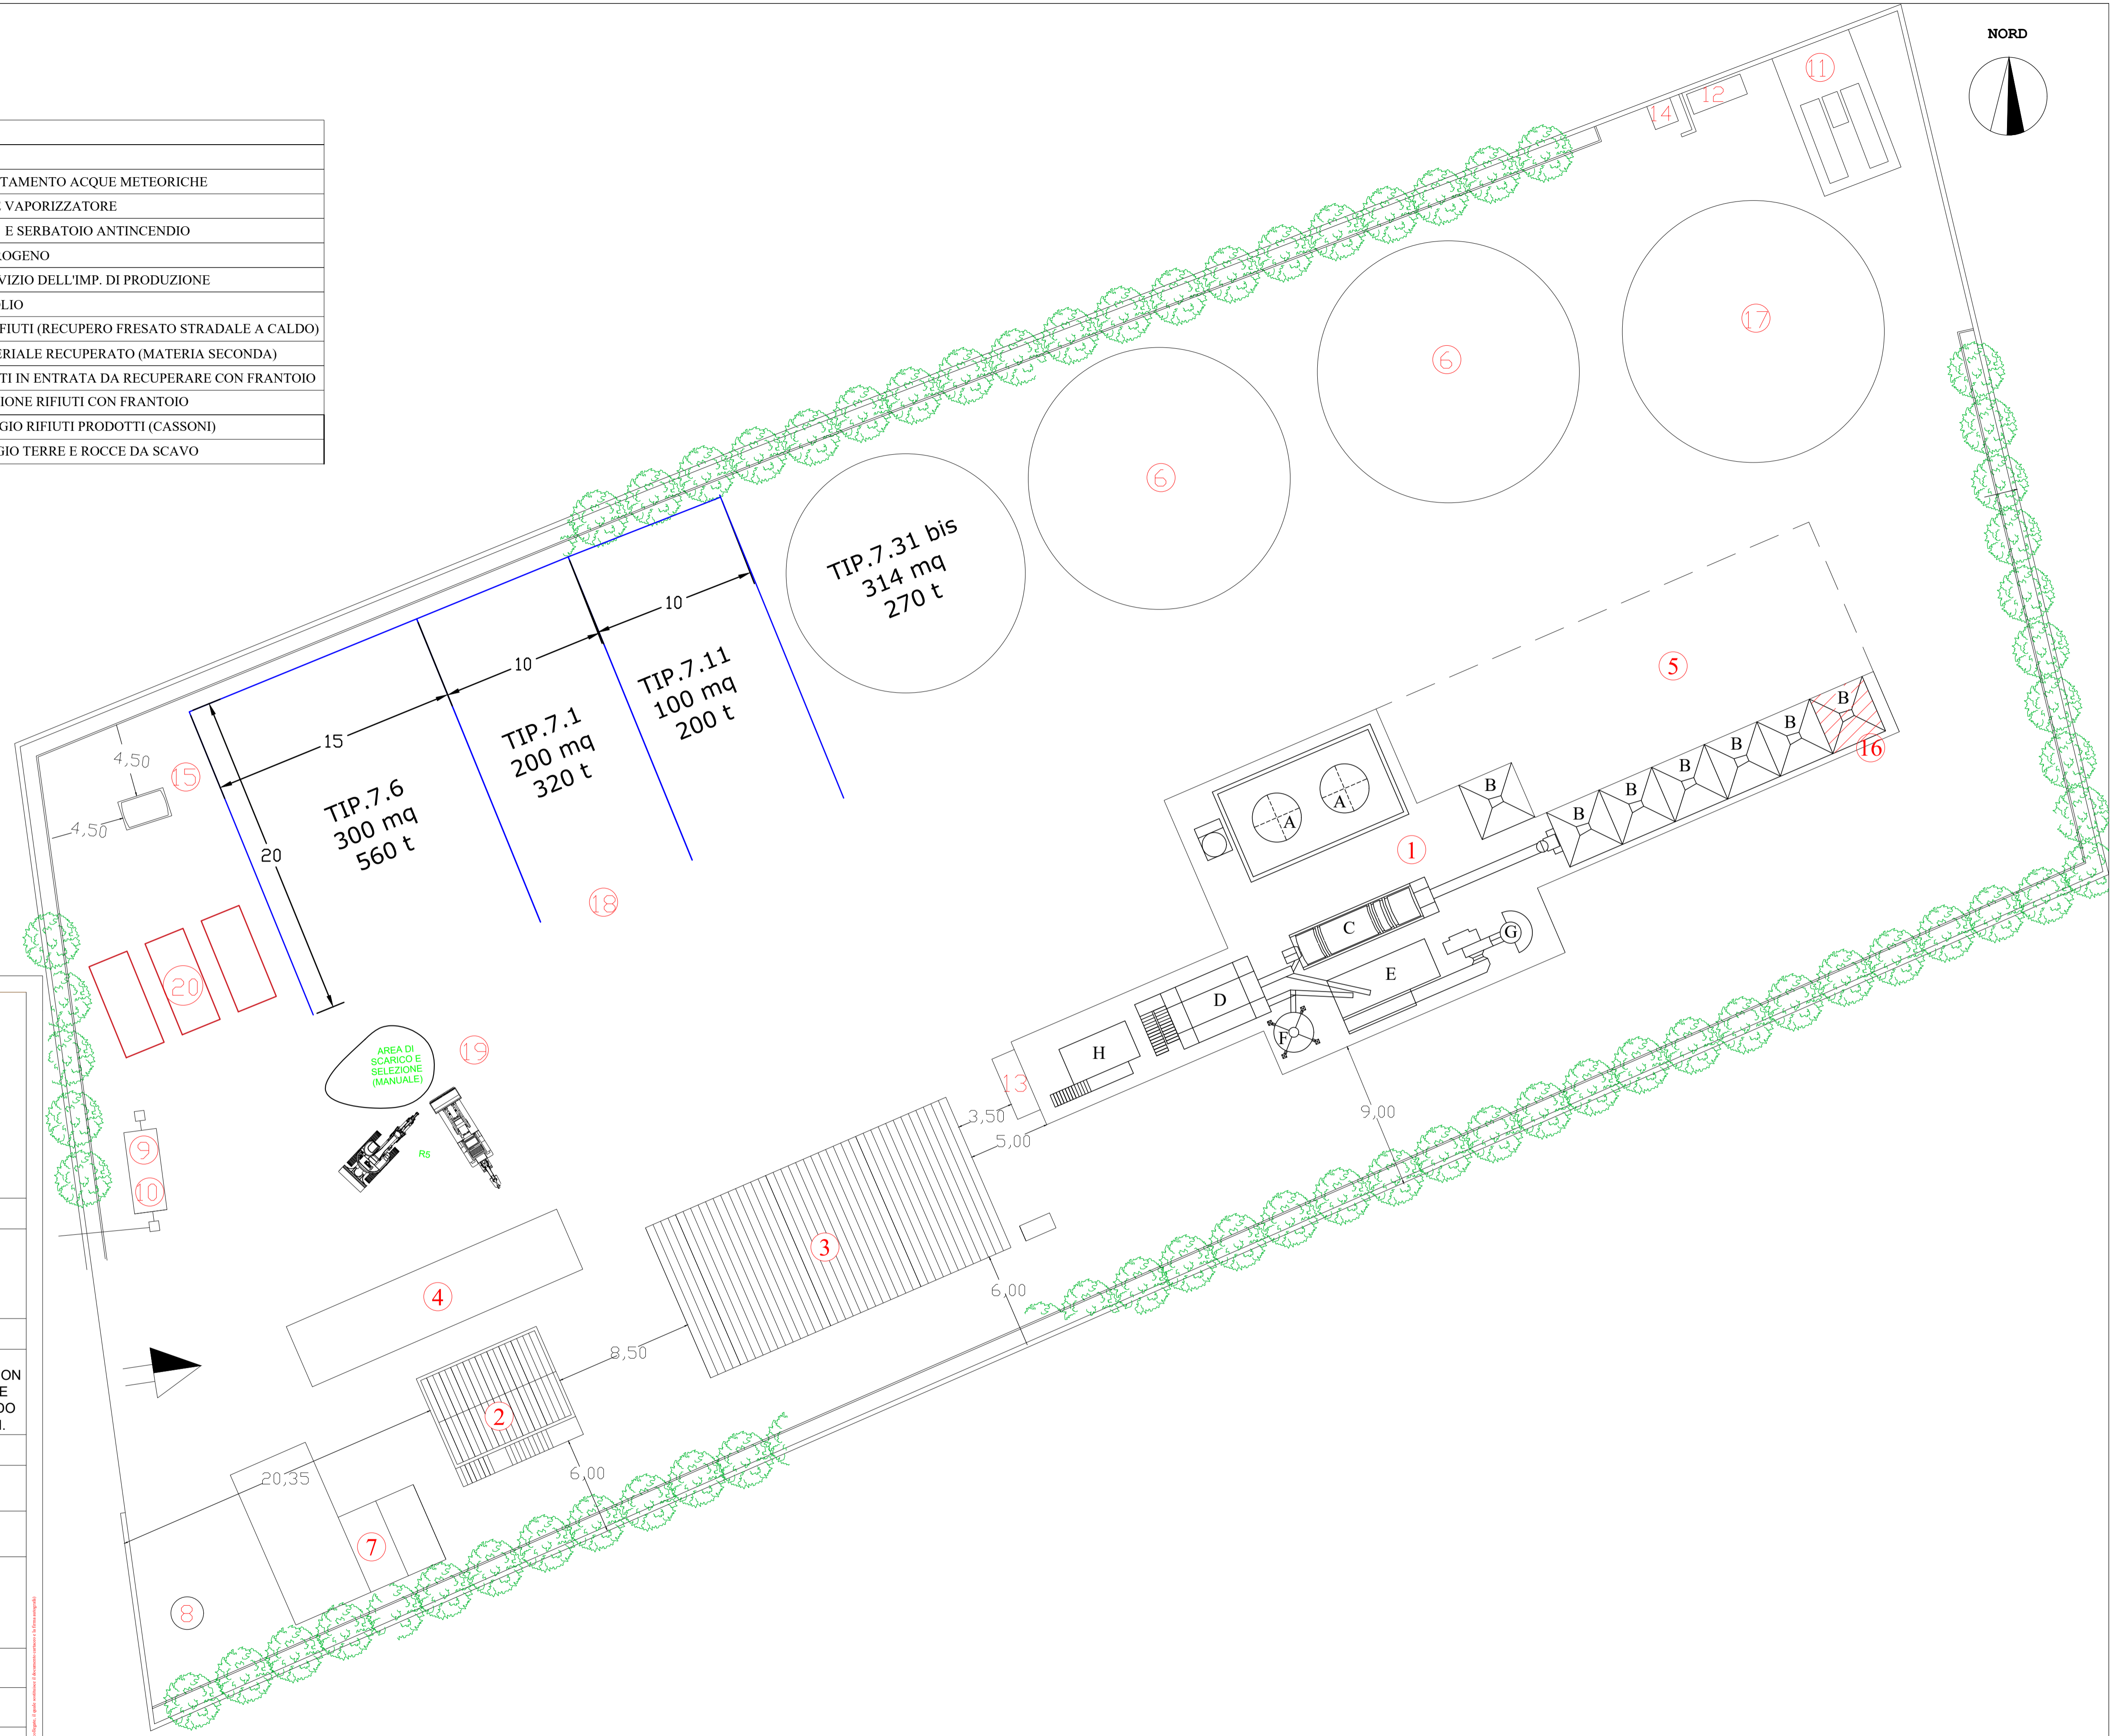 NORD
TAMENTO ACQUE METEORICHE
VAPORIZZATORE
E SERBATOIO ANTINCENDIO
ROGENO
VIZIO DELL'IMP. DI PRODUZIONE
OLIO
FIUTI (RECUPERO FRESATO STRADALE A CALDO)
ERIALE RECUPERATO (MATERIA SECONDA)
TI IN ENTRATA DA RECUPERARE CON FRANTOIO
IONE RIFIUTI CON FRANTOIO
GIO RIFIUTI PRODOTTI (CASSONI)
GIO TERRE E ROCCE DA SCAVO
11
12
14
17
6
6
TIP.7.31 bis
314 mq
270 t
10
10
15
20
TIP.7.11
100 mq
200 t
TIP.7.1
200 mq
320 t
TIP.7.6
300 mq
560 t
4,50
4,50
15
18
5
B
B
B
B
B
B
B
16
A
A
1
C
G
E
D
F
H
13
20
AREA DI
SCARICO E
SELEZIONE
(MANUALE)
19
R5
9
10
3,50
5,00
9,00
3
6,00
4
8,50
2
20,35
6,00
7
8
ON
E
DO
I.